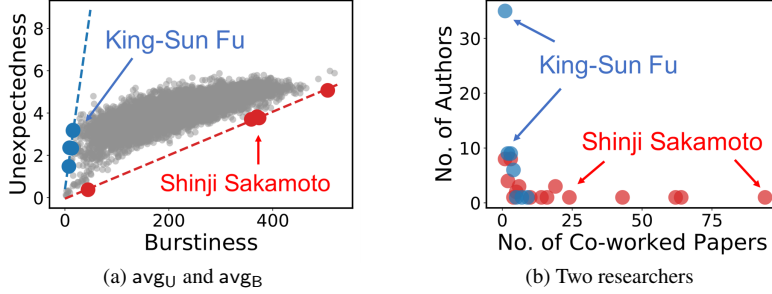 8
6
4
2
0
Unexpectedness
King-Sun Fu
Shinji Sakamoto
0
200
400
Burstiness
(a) avgU and avgB
30
20
10
0
No. of Authors
King-Sun Fu
Shinji Sakamoto
0
25
50
75
No. of Co-worked Papers
(b) Two researchers